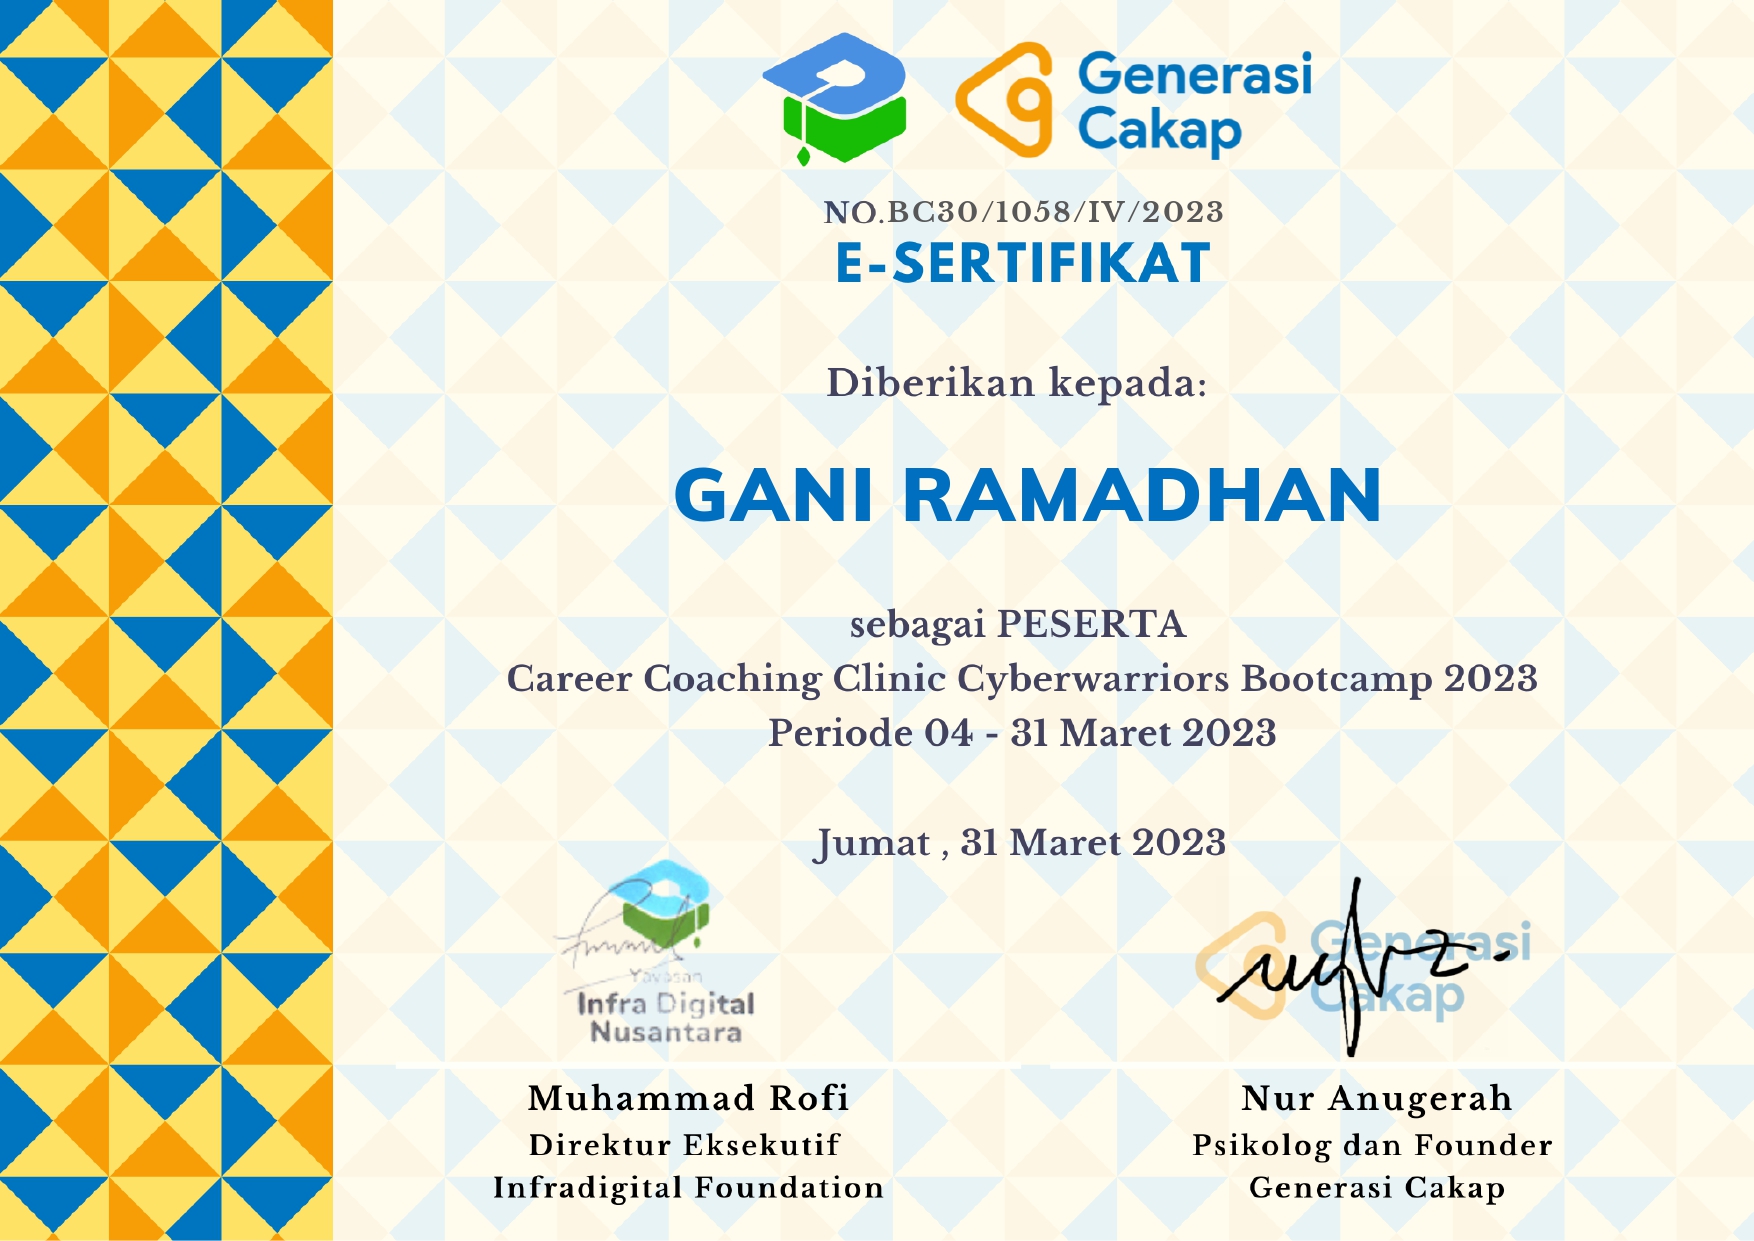 Generasi
Cakap
NO.BC30/1058/IV/2023
E-SERTIFIKAT
Diberikan kepada:
GANI RAMADHAN
sebagai PESERTA
Career Coaching Clinic Cyberwarriors Bootcamp 2023
Periode 04 - 31 Maret 2023
Jumat , 31 Maret 2023
Yayasan
Infra Digital
Nusantara
Generasi
Cakap
Muhammad Rofi
Direktur Eksekutif
Infradigital Foundation
Nur Anugerah
Psikolog dan Founder
Generasi Cakap